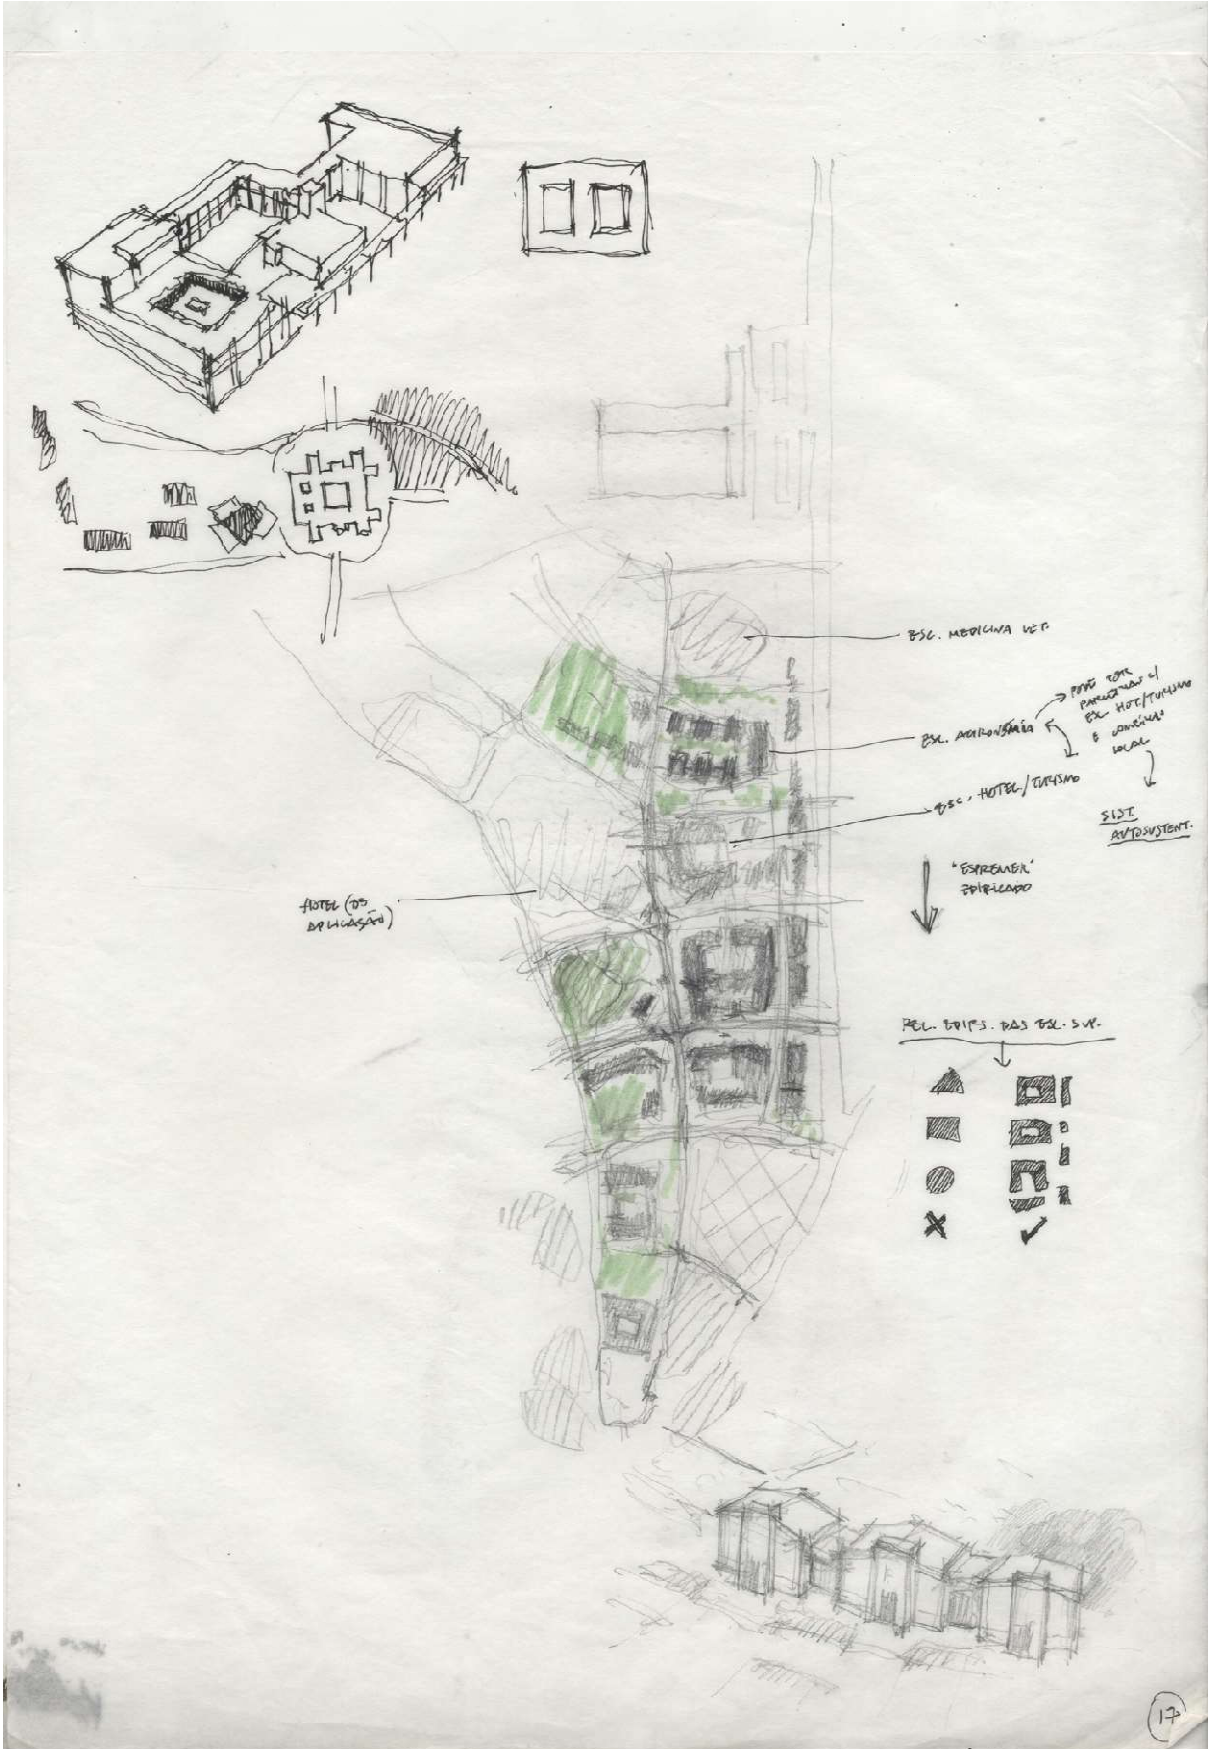 ESC. MEDICINA VET.
PODE TER
PARCERIAS C/
ESC. HOT./TURISMO
E COMÉRCIO
LOCAL
ESC. AGRONOMIA
ESC. HOTEL./TURISMO
SIST.
AUTOSUSTENT.
"ESPREMER"
EDIFICADO
HOTEL (DE
APLICAÇÃO)
REL. EDIFS. DAS ESC. SUP.
17